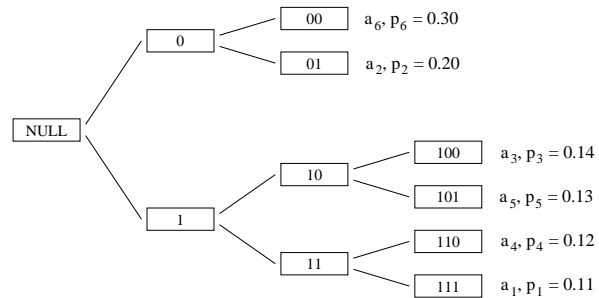 00 a₆, p₆ = 0.30
0
01 a₂, p₂ = 0.20
NULL
100 a₃, p₃ = 0.14
10
101 a₅, p₅ = 0.13
1
110 a₄, p₄ = 0.12
11
111 a₁, p₁ = 0.11